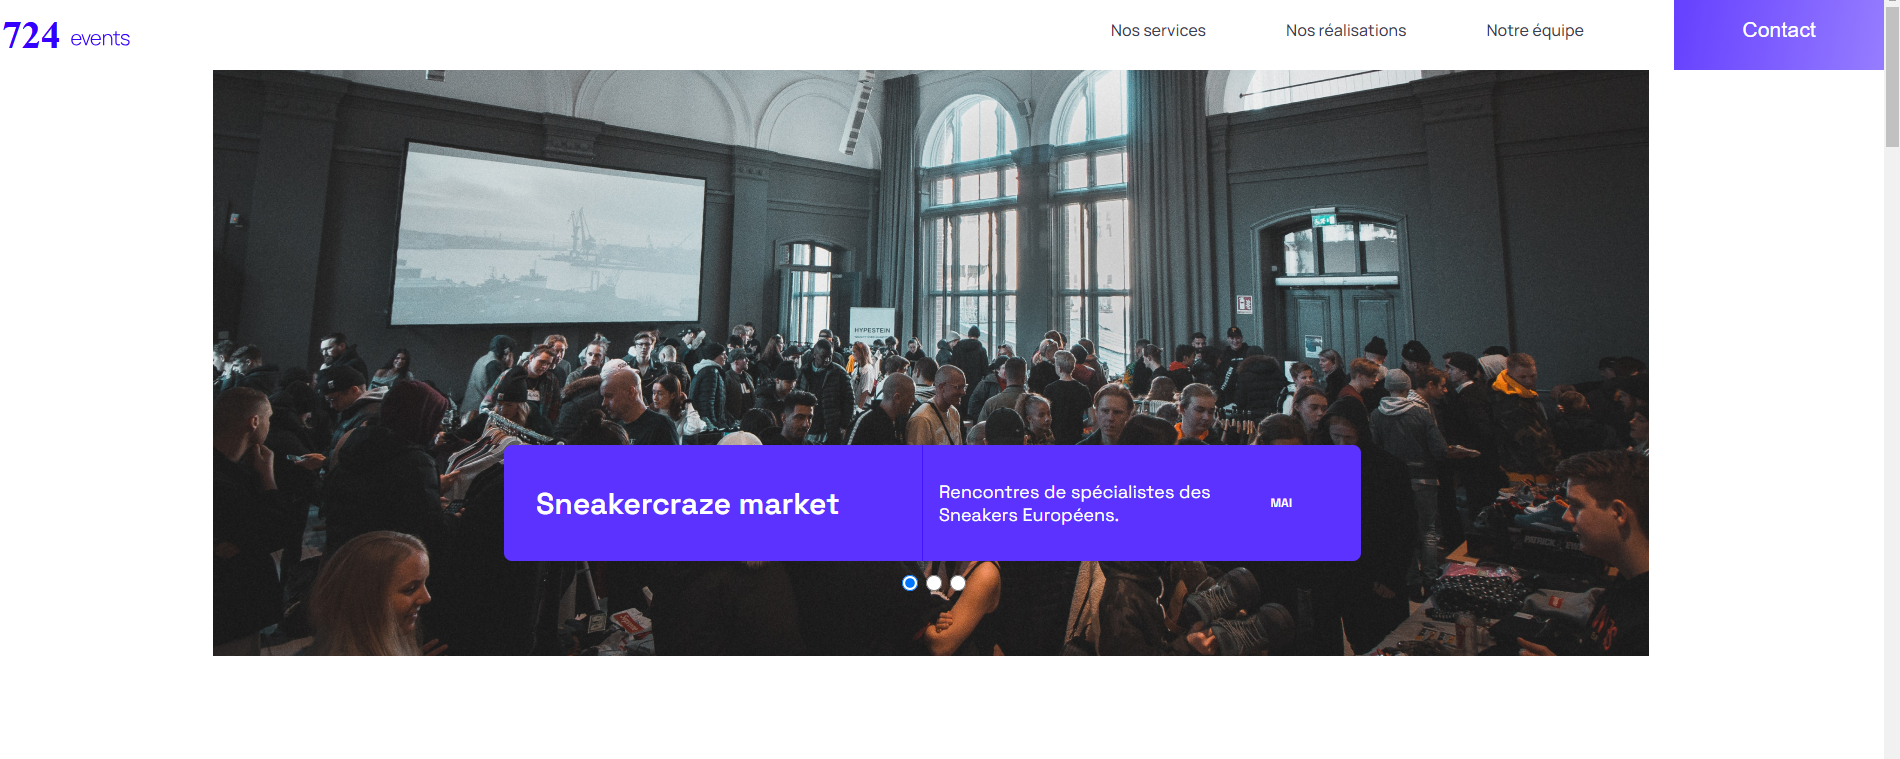 724 events
Nos services
Nos réalisations
Notre équipe
Contact
HYPESTEIN
Sneakercraze market
Rencontres de spécialistes des
Sneakers Européens.
MAI